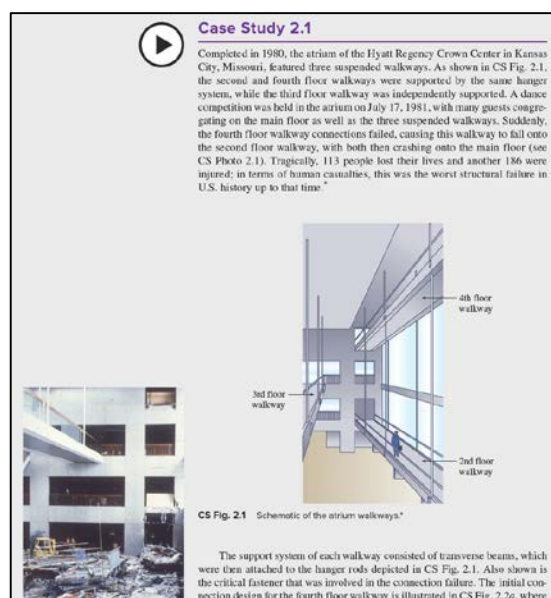 Case Study 2.1
Completed in 1980, the atrium of the Hyatt Regency Crown Center in Kansas
City, Missouri, featured three suspended walkways. As shown in CS Fig. 2.1,
the second and fourth floor walkways were supported by the same hanger
system, while the third floor walkway was independently supported. A dance
competition was held in the atrium on July 17, 1981, with many guests congre-
gating on the main floor as well as the three suspended walkways. Suddenly,
the fourth floor walkway connections failed, causing this walkway to fall onto
the second floor walkway, with both then crashing onto the main floor (see
CS Photo 2.1). Tragically, 113 people lost their lives and another 186 were
injured; in terms of human casualties, this was the worst structural failure in
U.S. history up to that time.*
4th floor
walkway
3rd floor
walkway
2nd floor
walkway
CS Fig. 2.1 Schematic of the atrium walkways.*
The support system of each walkway consisted of transverse beams, which
were then attached to the hanger rods depicted in CS Fig. 2.1. Also shown is
the critical fastener that was involved in the connection failure. The initial con-
nection design for the fourth floor walkway is illustrated in CS Fig. 2.2a, where